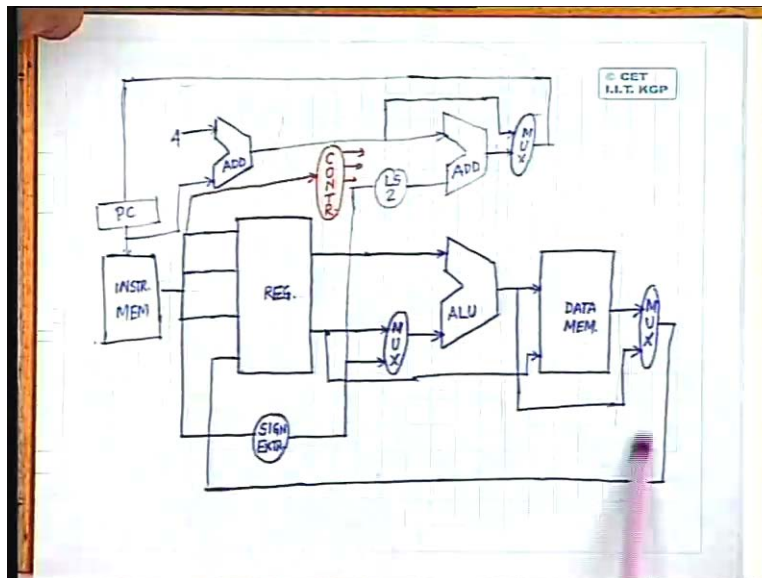 © CET
I.I.T. KGP
4
ADD
CONTR.
LS
2
ADD
MUX
PC
INSTR.
MEM
REG.
MUX
ALU
DATA
MEM.
MUX
SIGN
EXTN.